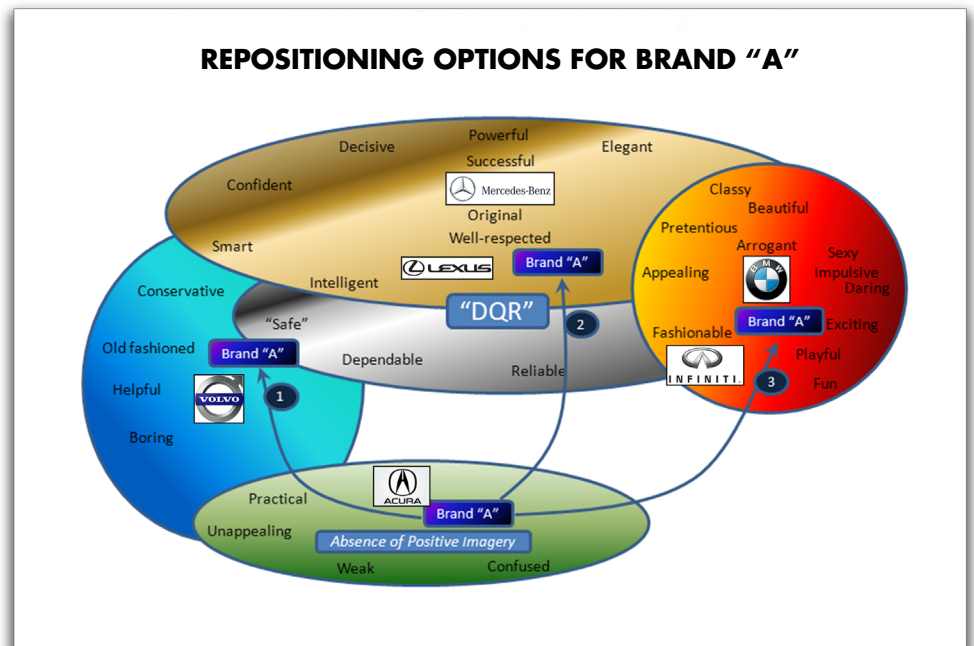 REPOSITIONING OPTIONS FOR BRAND “A”
Powerful
Decisive
Elegant
Successful
Confident
Mercedes-Benz
Original
Well-respected
Smart
LEXUS
Brand “A”
Intelligent
“DQR”
2
Classy
Beautiful
Pretentious
Arrogant
Sexy
BMW
Appealing
Impulsive
Daring
Brand “A”
Exciting
Fashionable
Playful
INFINITI.
3
Fun
Conservative
“Safe”
Old fashioned
Brand “A”
Dependable
Reliable
Helpful
VOLVO
1
Boring
ACURA
Practical
Brand “A”
Unappealing
Absence of Positive Imagery
Weak
Confused